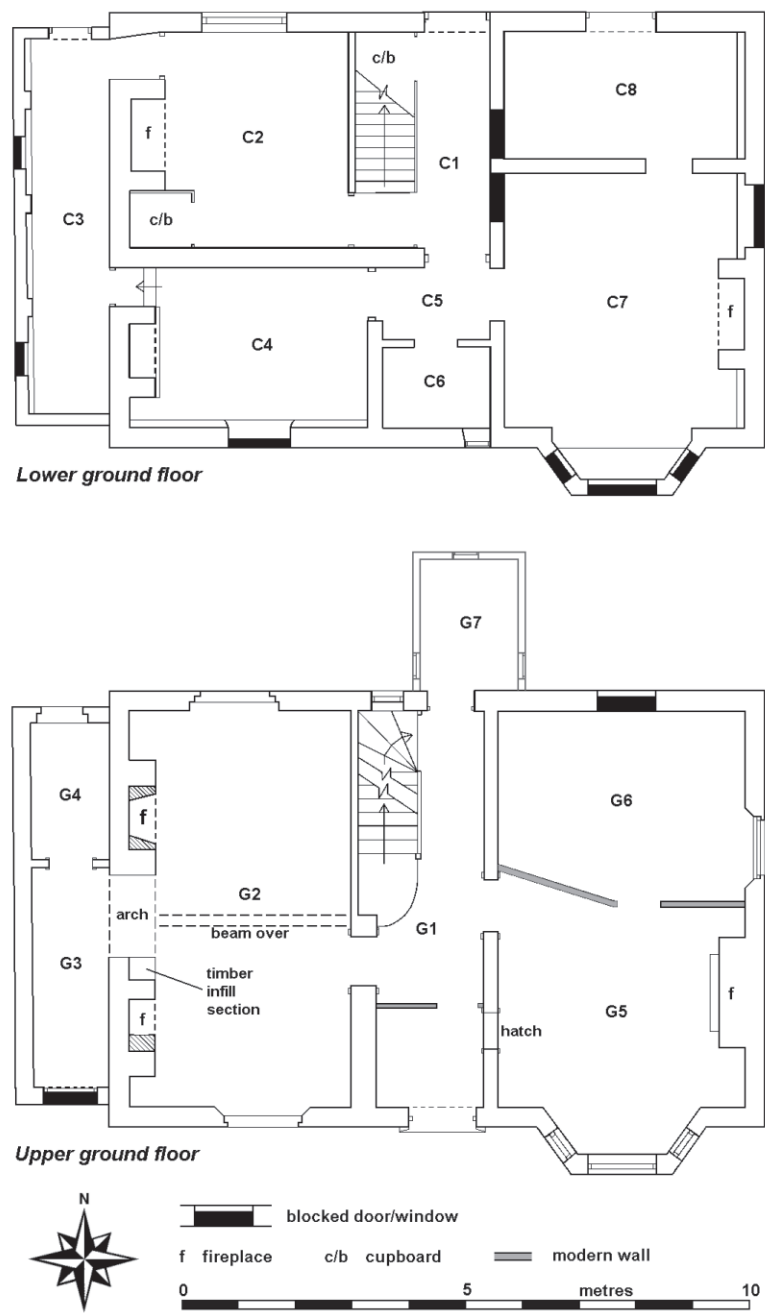 c/b
C8
f
C2
C1
C3
c/b
C5
f
C7
C4
C6
Lower ground floor
G7
G4
f
G6
G2
arch
beam over
G1
G3
timber
infill
section
f
G5
f
hatch
Upper ground floor
N
blocked door/window
f fireplace c/b cupboard modern wall
0 5 metres 10